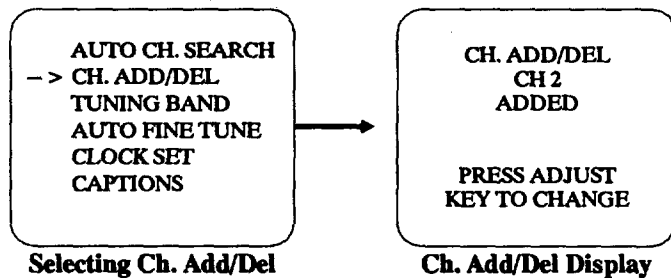 AUTO CH. SEARCH
–> CH. ADD/DEL
TUNING BAND
AUTO FINE TUNE
CLOCK SET
CAPTIONS
Selecting Ch. Add/Del
CH. ADD/DEL
CH 2
ADDED
PRESS ADJUST
KEY TO CHANGE
Ch. Add/Del Display